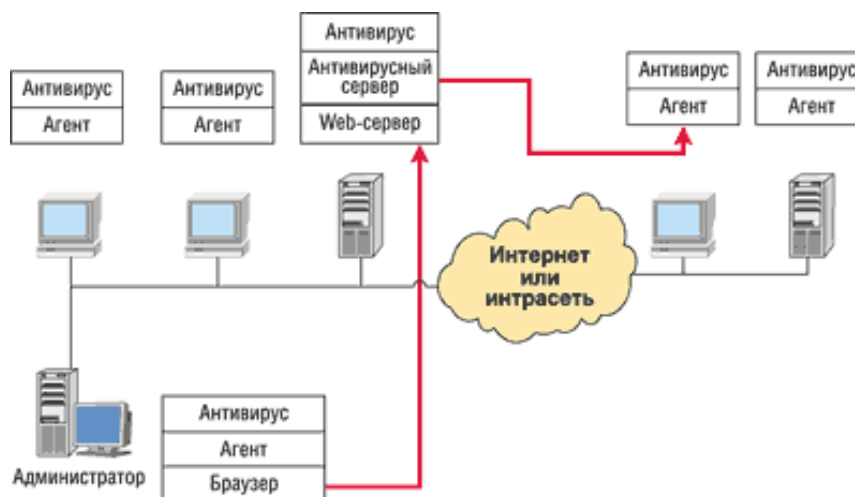 Антивирус
Агент
Антивирус
Агент
Антивирус
Антивирусный
сервер
Web-сервер
Антивирус
Агент
Антивирус
Агент
Интернет
или
интрасеть
Администратор
Антивирус
Агент
Браузер